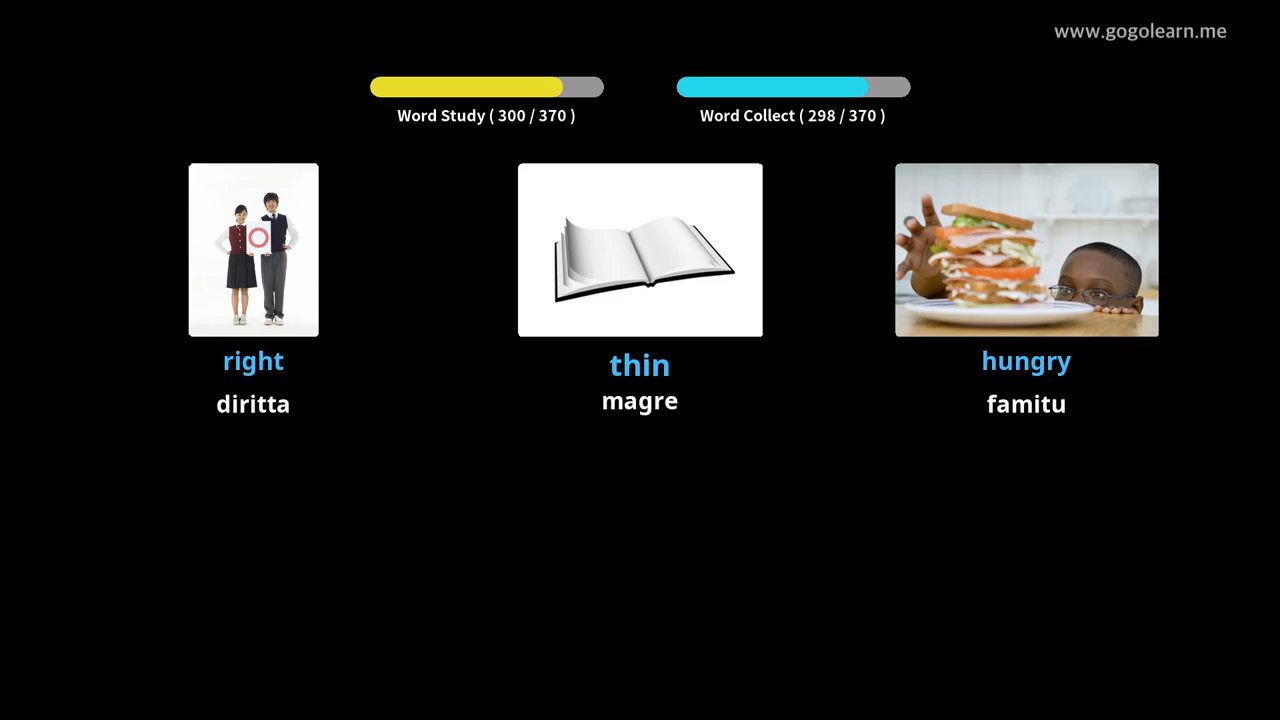 www.gogolearn.me
Word Study ( 300 / 370 )
Word Collect ( 298 / 370 )
right
thin
hungry
diritta
magre
famitu